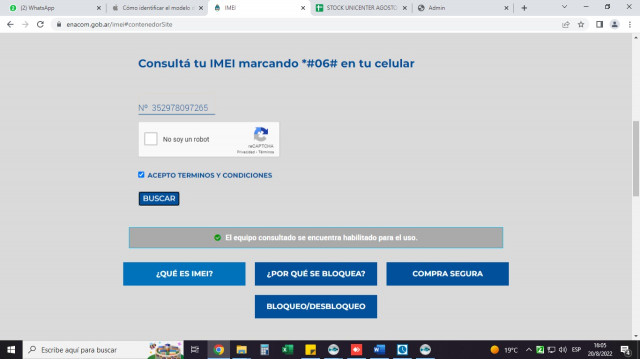 (2) WhatsApp
Cómo identificar el modelo
IMEI
STOCK UNICENTER AGOSTO
Admin
enacom.gob.ar/imei#contenedorSite
Consultá tu IMEI marcando *#06# en tu celular
Nº 352978097265
No soy un robot
reCAPTCHA
Privacidad - Términos
ACEPTO TERMINOS Y CONDICIONES
BUSCAR
El equipo consultado se encuentra habilitado para el uso.
¿QUÉ ES IMEI?
¿POR QUÉ SE BLOQUEA?
COMPRA SEGURA
BLOQUEO/DESBLOQUEO
Escribe aquí para buscar
19°C
ESP
16:05
20/8/2022